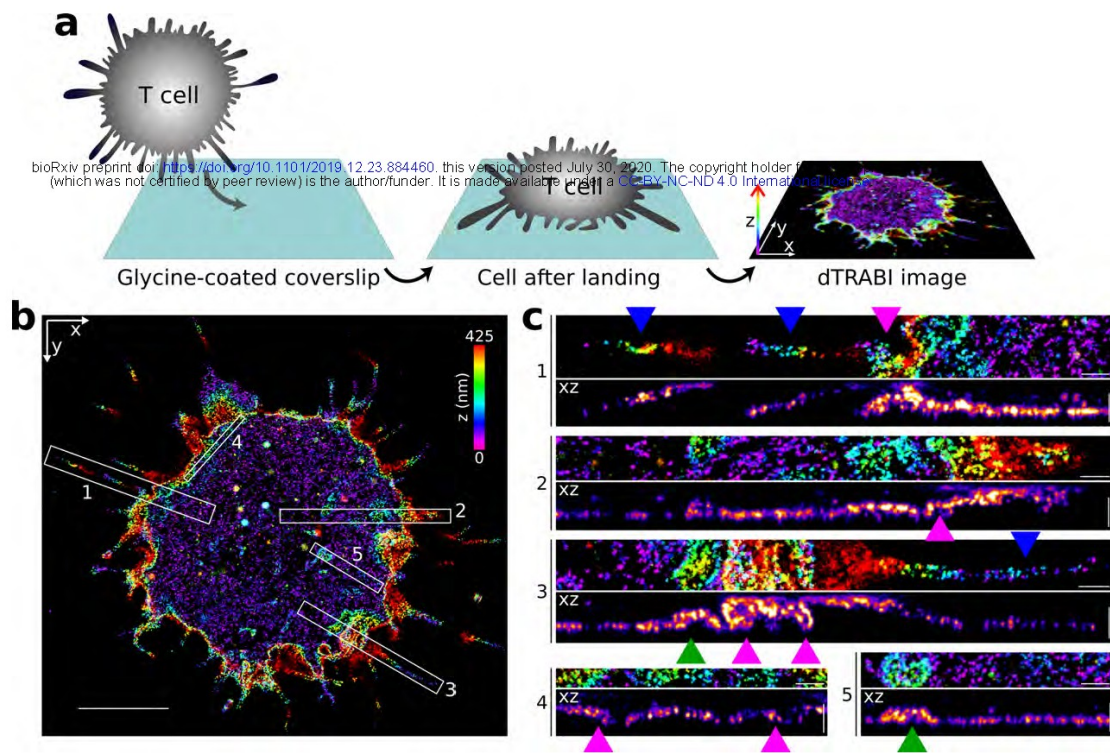 a
T cell
bioRxiv preprint doi: https://doi.org/10.1101/2019.12.23.884460. this version posted July 30, 2020. The copyright holder f
(which was not certified by peer review) is the author/funder. It is made available under a CC-BY-NC-ND 4.0 International license
T cell
z
y
x
Glycine-coated coverslip
Cell after landing
dTRABI image
b
x
y
425
z (nm)
0
4
1
2
5
3
c
1
xz
2
xz
3
xz
4
xz
5
xz